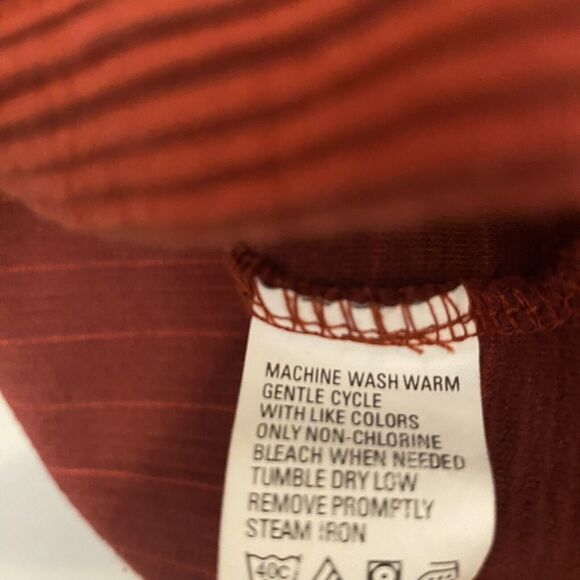 MACHINE WASH WARM
GENTLE CYCLE
WITH LIKE COLORS
ONLY NON-CHLORINE
BLEACH WHEN NEEDED
TUMBLE DRY LOW
REMOVE PROMPTLY
STEAM IRON
40C